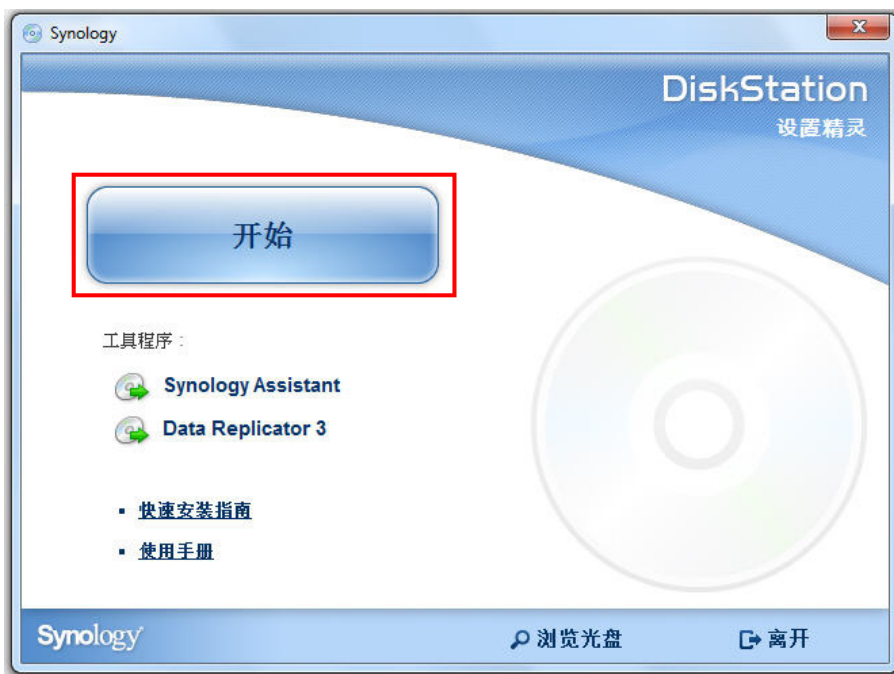 Synology
DiskStation
设置精灵
开始
工具程序：
Synology Assistant
Data Replicator 3
快速安装指南
使用手册
Synology
浏览光盘
离开